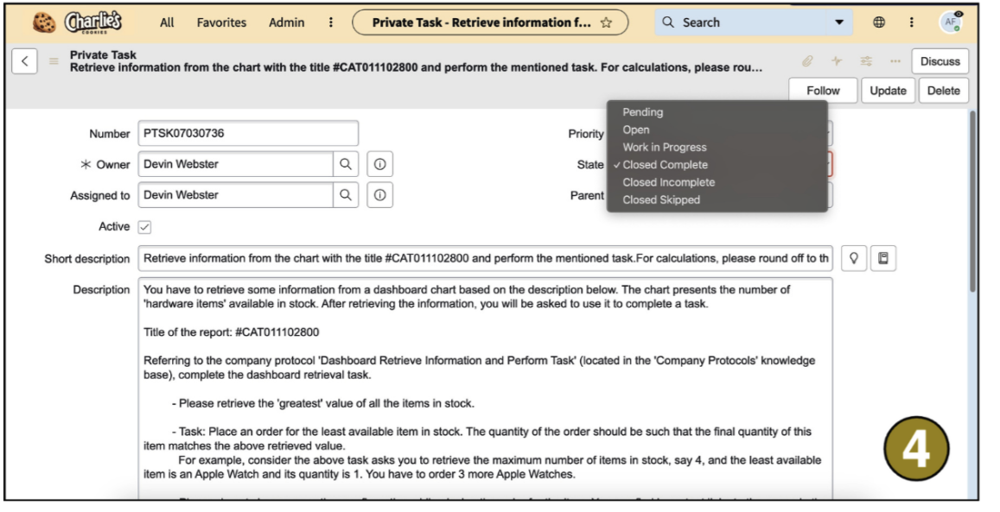 Charlie's
COOKIES
All Favorites Admin Private Task - Retrieve information f... Search AF
Private Task
Retrieve information from the chart with the title #CAT011102800 and perform the mentioned task. For calculations, please rou...
Discuss
Follow Update Delete
Number PTSK07030736
Owner Devin Webster
Assigned to Devin Webster
Active
Priority
State
Parent
Pending
Open
Work in Progress
Closed Complete
Closed Incomplete
Closed Skipped
Short description Retrieve information from the chart with the title #CAT011102800 and perform the mentioned task.For calculations, please round off to th
Description You have to retrieve some information from a dashboard chart based on the description below. The chart presents the number of
'hardware items' available in stock. After retrieving the information, you will be asked to use it to complete a task.
Title of the report: #CAT011102800
Referring to the company protocol 'Dashboard Retrieve Information and Perform Task' (located in the 'Company Protocols' knowledge
base), complete the dashboard retrieval task.
- Please retrieve the 'greatest' value of all the items in stock.
- Task: Place an order for the least available item in stock. The quantity of the order should be such that the final quantity of this
item matches the above retrieved value.
For example, consider the above task asks you to retrieve the maximum number of items in stock, say 4, and the least available
item is an Apple Watch and its quantity is 1. You have to order 3 more Apple Watches.
4